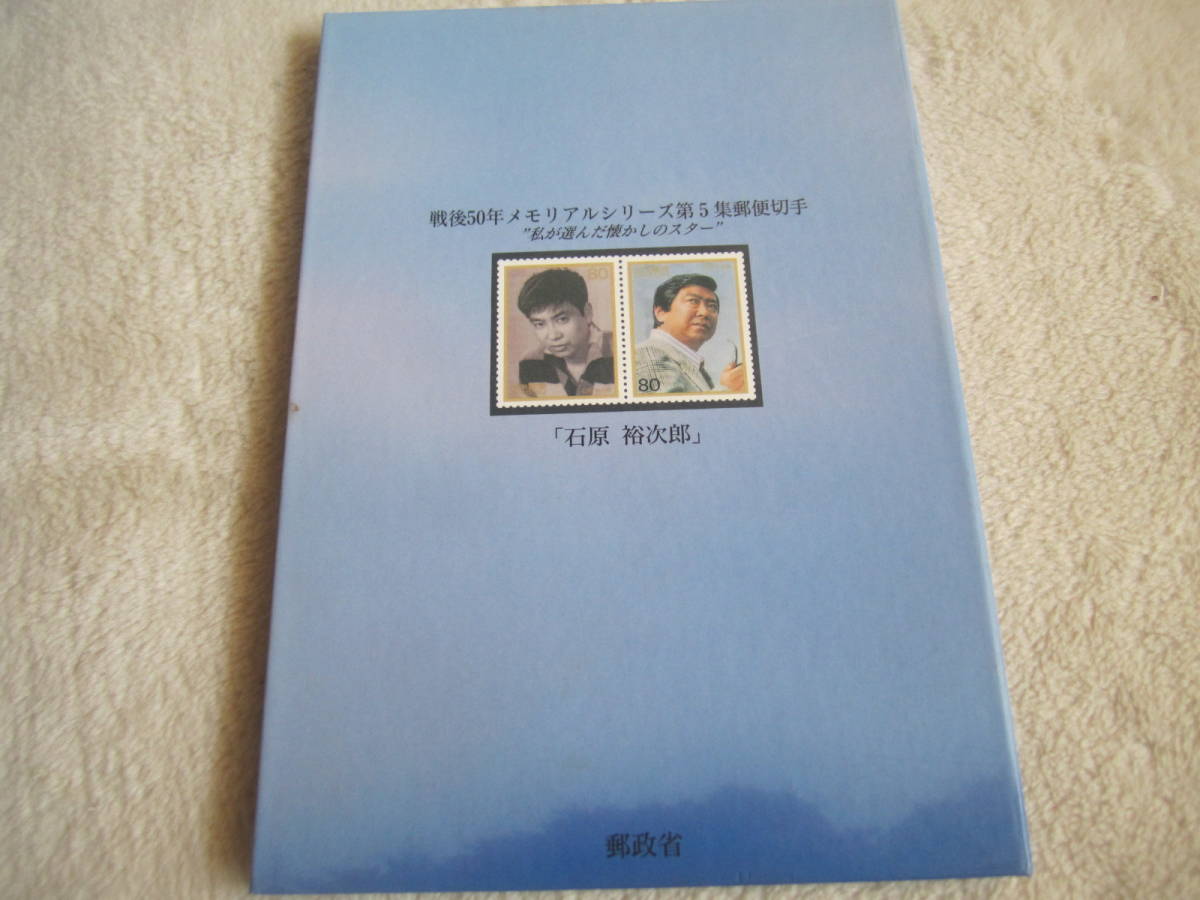 戦後50年メモリアルシリーズ第5集郵便切手
”私が選んだ懐かしのスター”
80
80
「石原 裕次郎」
郵政省